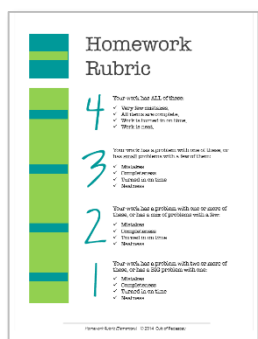 Homework
Rubric
4
Your work has ALL of these:
✓ Very few mistakes,
✓ All items are complete,
✓ Work is turned in on time,
✓ Work is neat.
3
Your work has a problem with one of these, or
has small problems with a few of them:
✓ Mistakes
✓ Completeness
✓ Turned in on time
✓ Neatness
2
Your work has a problem with one or more of
these, or has a mix of problems with a few:
✓ Mistakes
✓ Completeness
✓ Turned in on time
✓ Neatness
1
Your work has a problem with two or more of
these, or has a BIG problem with one:
✓ Mistakes
✓ Completeness
✓ Turned in on time
✓ Neatness
Homework Rubric (Elementary) © 2014